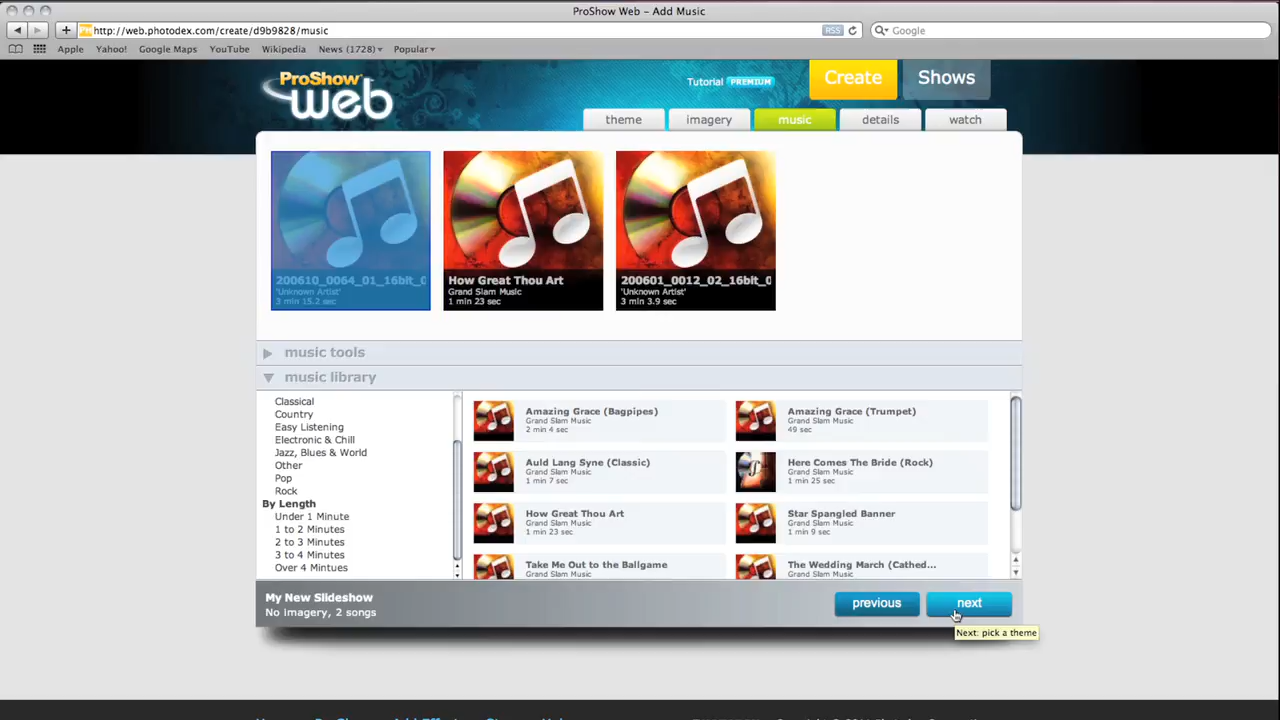 ProShow Web – Add Music
http://web.photodex.com/create/d9b9828/music
RSS
Google
Apple Yahoo! Google Maps YouTube Wikipedia News (1728) Popular
ProShow
web
Tutorial PREMIUM
Create Shows
theme imagery music details watch
200610_0064_01_16bit_0
'Unknown Artist'
3 min 15.2 sec
How Great Thou Art
Grand Slam Music
1 min 23 sec
200601_0012_02_16bit_0
'Unknown Artist'
3 min 3.9 sec
music tools
music library
Classical
Country
Easy Listening
Electronic & Chill
Jazz, Blues & World
Other
Pop
Rock
By Length
Under 1 Minute
1 to 2 Minutes
2 to 3 Minutes
3 to 4 Minutes
Over 4 Mintues
Amazing Grace (Bagpipes)
Grand Slam Music
2 min 4 sec
Amazing Grace (Trumpet)
Grand Slam Music
49 sec
Auld Lang Syne (Classic)
Grand Slam Music
1 min 7 sec
Here Comes The Bride (Rock)
Grand Slam Music
1 min 25 sec
How Great Thou Art
Grand Slam Music
1 min 23 sec
Star Spangled Banner
Grand Slam Music
1 min 9 sec
Take Me Out to the Ballgame
Grand Slam Music
The Wedding March (Cathed...
Grand Slam Music
My New Slideshow
No imagery, 2 songs
previous next
Next: pick a theme